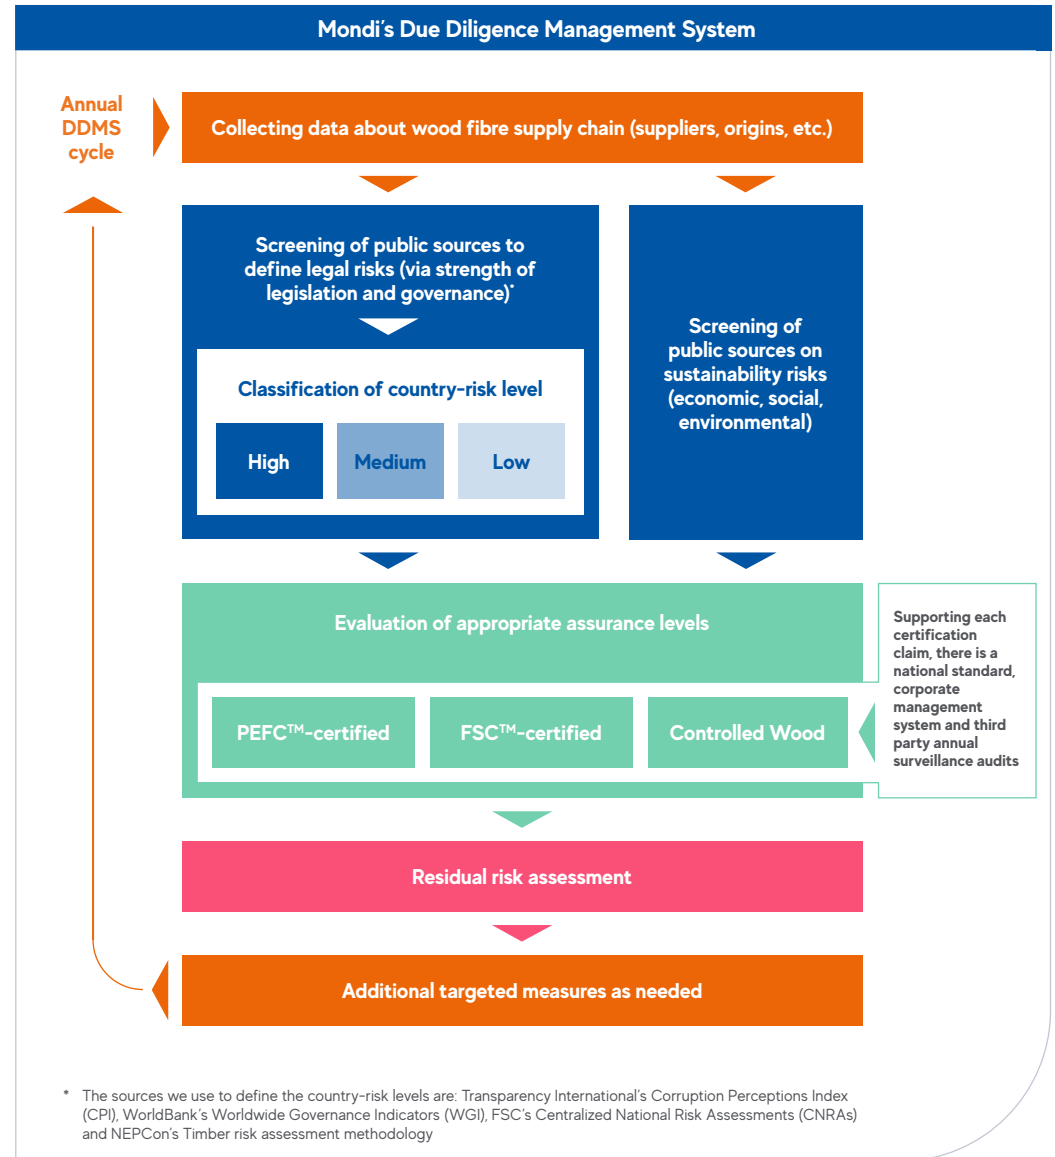 Mondi's Due Diligence Management System
Annual
DDMS
cycle
Collecting data about wood fibre supply chain (suppliers, origins, etc.)
Screening of public sources to
define legal risks (via strength of
legislation and governance)*
Classification of country-risk level
High
Medium
Low
Screening of
public sources on
sustainability risks
(economic, social,
environmental)
Evaluation of appropriate assurance levels
PEFC™-certified
FSC™-certified
Controlled Wood
Supporting each
certification
claim, there is a
national standard,
corporate
management
system and third
party annual
surveillance audits
Residual risk assessment
Additional targeted measures as needed
* The sources we use to define the country-risk levels are: Transparency International's Corruption Perceptions Index
(CPI), WorldBank's Worldwide Governance Indicators (WGI), FSC's Centralized National Risk Assessments (CNRAs)
and NEPCon's Timber risk assessment methodology